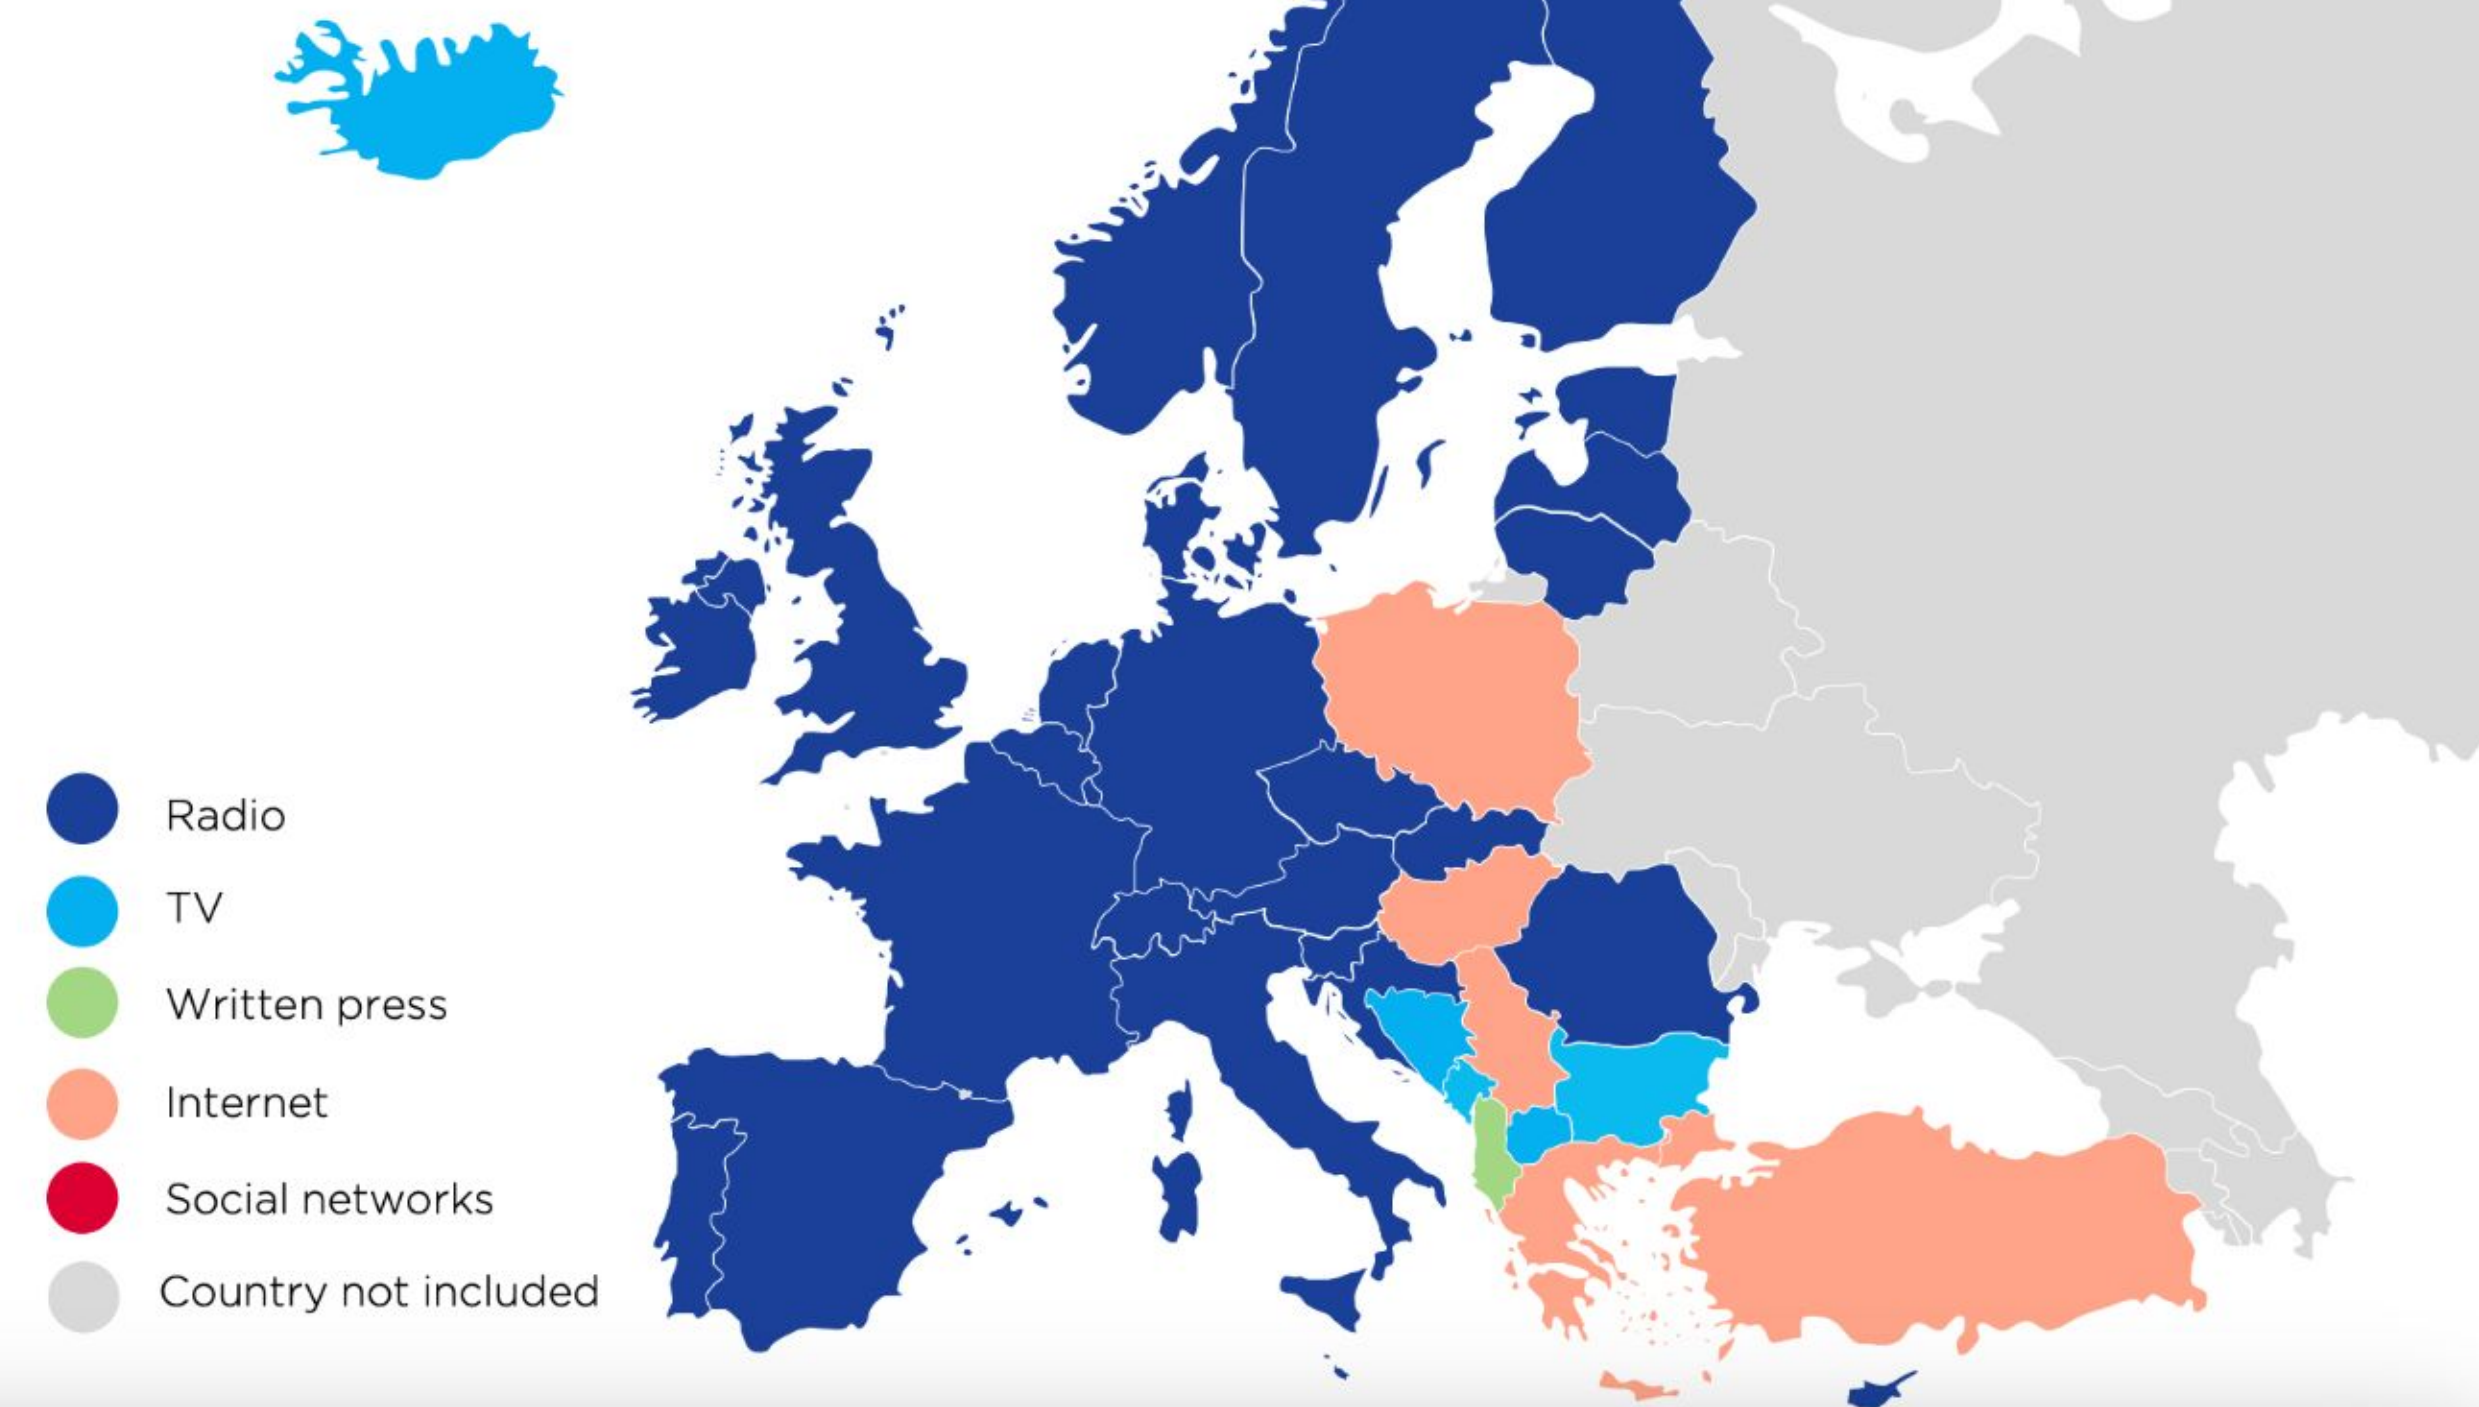 Radio
TV
Written press
Internet
Social networks
Country not included